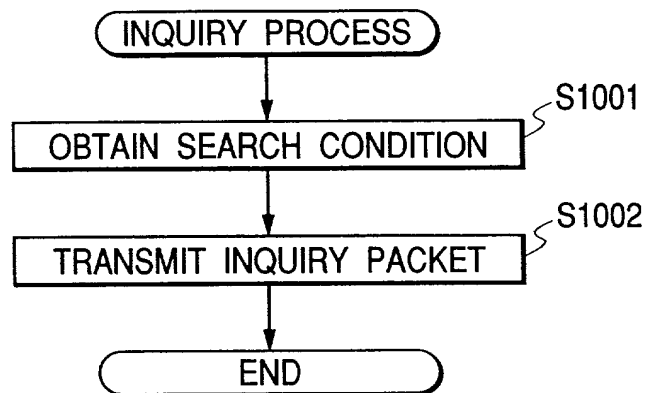 INQUIRY PROCESS
S1001
OBTAIN SEARCH CONDITION
S1002
TRANSMIT INQUIRY PACKET
END